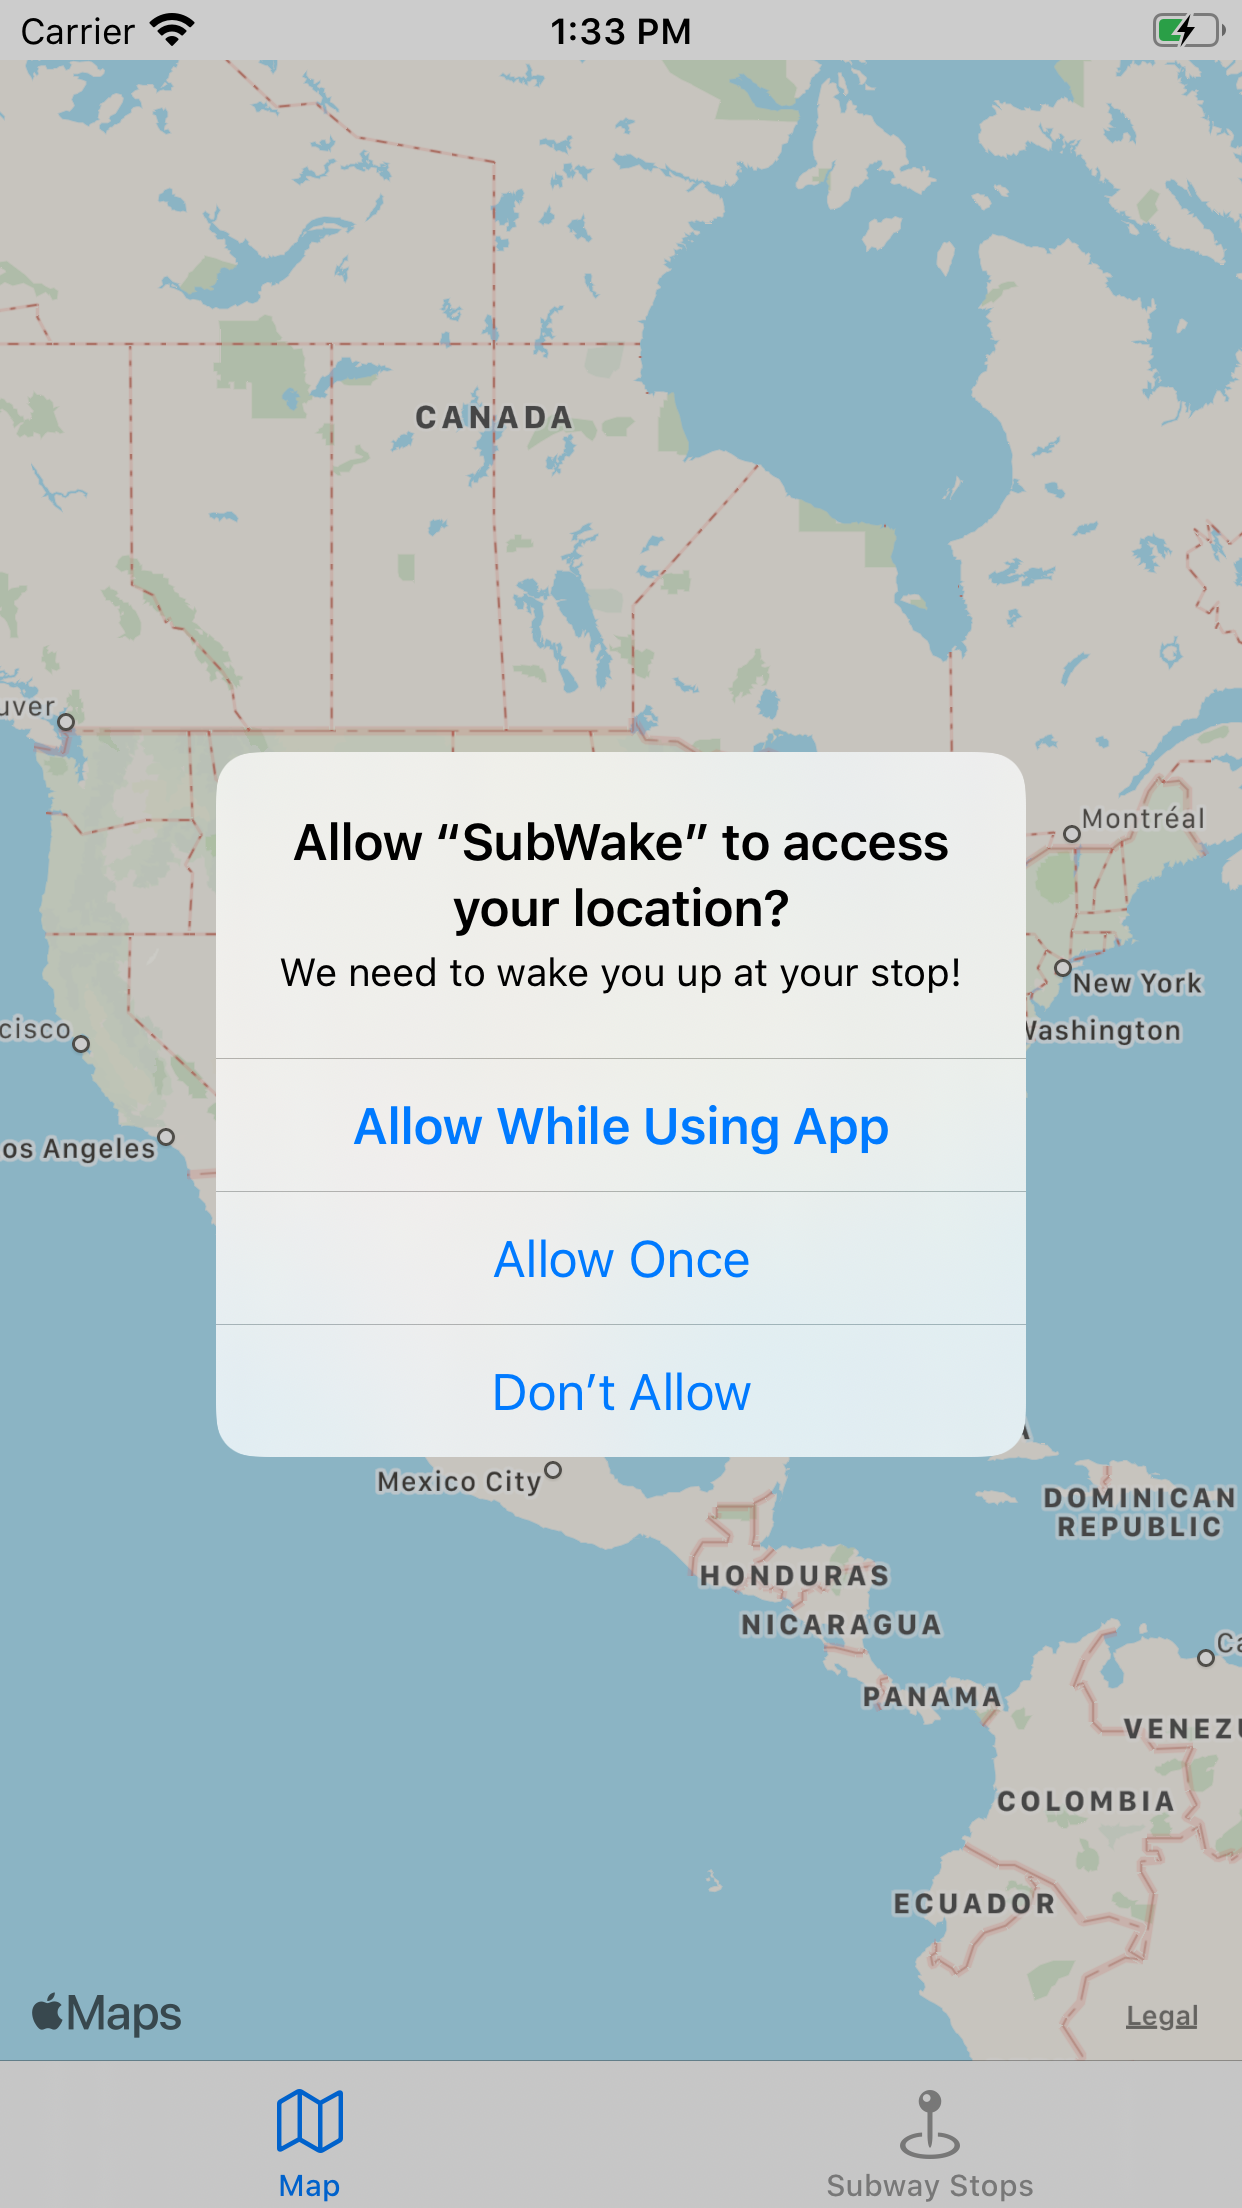 Carrier
1:33 PM
CANADA
uver
Montréal
Allow “SubWake” to access
your location?
We need to wake you up at your stop!
New York
cisco
Washington
Allow While Using App
os Angeles
Allow Once
Don’t Allow
Mexico City
DOMINICAN
REPUBLIC
HONDURAS
NICARAGUA
Ca
PANAMA
VENEZU
COLOMBIA
ECUADOR
Maps
Legal
Map
Subway Stops